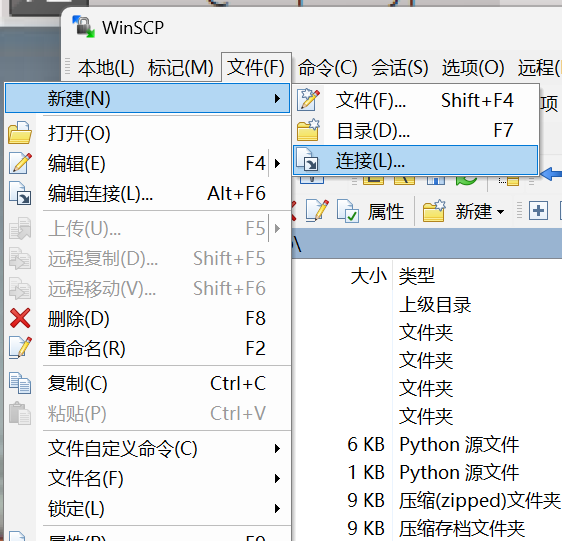 WinSCP
本地(L) 标记(M) 文件(F) 命令(C) 会话(S) 选项(O) 远程(
新建(N)
文件(F)... Shift+F4
项
目录(D)... F7
连接(L)...
打开(O)
编辑(E) F4
编辑连接(L)... Alt+F6
属性 新建
上传(U)... F5
远程复制(D)... Shift+F5
远程移动(V)... Shift+F6
删除(D) F8
重命名(R) F2
复制(C) Ctrl+C
粘贴(P) Ctrl+V
文件自定义命令(C)
文件名(F)
锁定(L)
属性(R) F9
\
大小 类型
上级目录
文件夹
文件夹
文件夹
文件夹
6 KB Python 源文件
1 KB Python 源文件
9 KB 压缩(zipped)文件夹
9 KB 压缩存档文件夹